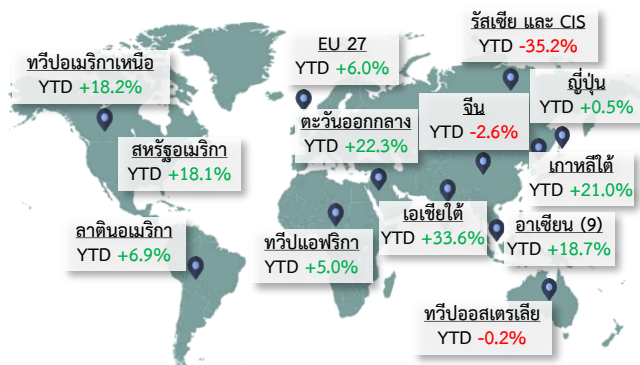 รัสเซีย และ CIS
YTD -35.2%
EU 27
YTD +6.0%
ทวีปอเมริกาเหนือ
YTD +18.2%
ญี่ปุ่น
YTD +0.5%
จีน
YTD -2.6%
ตะวันออกกลาง
YTD +22.3%
สหรัฐอเมริกา
YTD +18.1%
เกาหลีใต้
YTD +21.0%
เอเชียใต้
YTD +33.6%
อาเซียน (9)
YTD +18.7%
ลาตินอเมริกา
YTD +6.9%
ทวีปแอฟริกา
YTD +5.0%
ทวีปออสเตรเลีย
YTD -0.2%